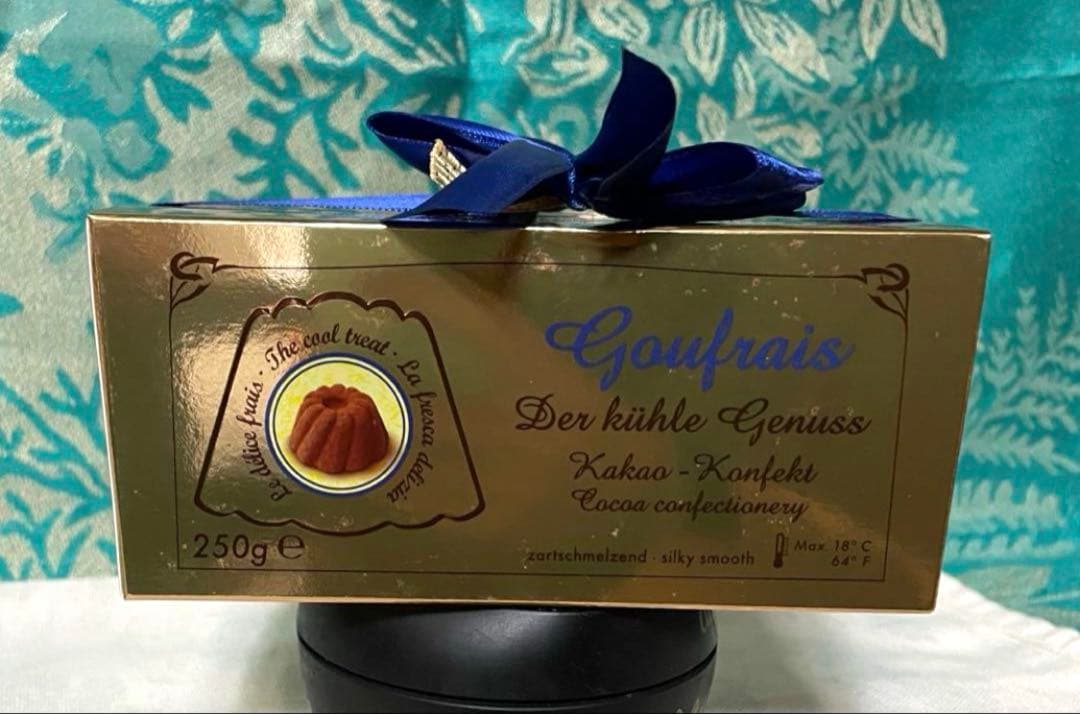 Le délice frais · The cool treat · La fresca delizia
250g e
Goufrais
Der kühle Genuss
Kakao - Konfekt
Cocoa confectionery
zartschmelzend · silky smooth
Max. 18° C
64° F